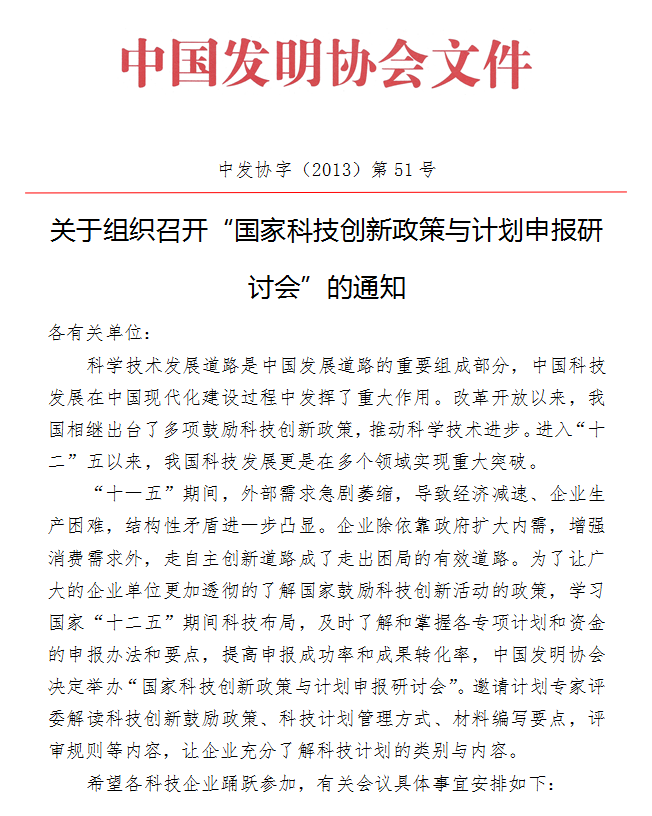 中国发明协会文件
中发协字（2013）第 51 号
关于组织召开“国家科技创新政策与计划申报研
讨会”的通知
各有关单位：
科学技术发展道路是中国发展道路的重要组成部分，中国科技
发展在中国现代化建设过程中发挥了重大作用。改革开放以来，我
国相继出台了多项鼓励科技创新政策，推动科学技术进步。进入“十
二”五以来，我国科技发展更是在多个领域实现重大突破。
“十一五”期间，外部需求急剧萎缩，导致经济减速、企业生
产困难，结构性矛盾进一步凸显。企业除依靠政府扩大内需，增强
消费需求外，走自主创新道路成了走出困局的有效道路。为了让广
大的企业单位更加透彻的了解国家鼓励科技创新活动的政策，学习
国家“十二五”期间科技布局，及时了解和掌握各专项计划和资金
的申报办法和要点，提高申报成功率和成果转化率，中国发明协会
决定举办“国家科技创新政策与计划申报研讨会”。邀请计划专家评
委解读科技创新鼓励政策、科技计划管理方式、材料编写要点，评
审规则等内容，让企业充分了解科技计划的类别与内容。
希望各科技企业踊跃参加，有关会议具体事宜安排如下：